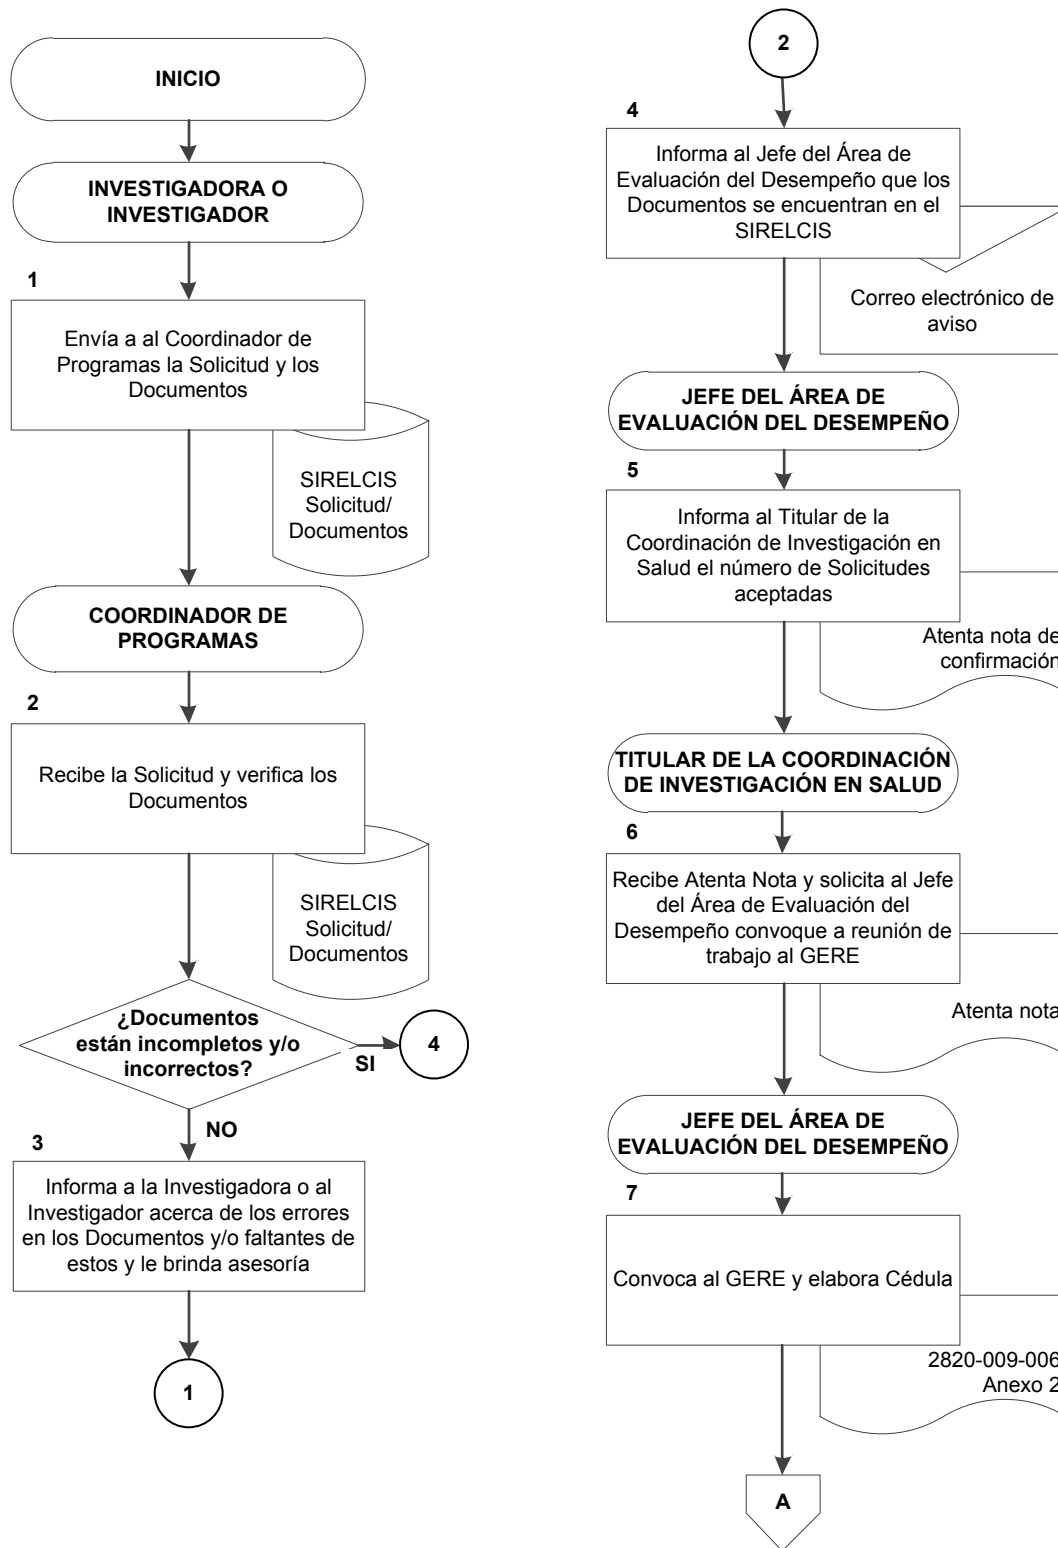 INICIO
INVESTIGADORA O
INVESTIGADOR
1
Envía a al Coordinador de
Programas la Solicitud y los
Documentos
SIRELCIS
Solicitud/
Documentos
COORDINADOR DE
PROGRAMAS
2
Recibe la Solicitud y verifica los
Documentos
SIRELCIS
Solicitud/
Documentos
¿Documentos
están incompletos y/o
incorrectos?
SI
4
NO
3
Informa a la Investigadora o al
Investigador acerca de los errores
en los Documentos y/o faltantes de
estos y le brinda asesoría
1
2
4
Informa al Jefe del Área de
Evaluación del Desempeño que los
Documentos se encuentran en el
SIRELCIS
Correo electrónico de
aviso
JEFE DEL ÁREA DE
EVALUACIÓN DEL DESEMPEÑO
5
Informa al Titular de la
Coordinación de Investigación en
Salud el número de Solicitudes
aceptadas
Atenta nota de
confirmación
TITULAR DE LA COORDINACIÓN
DE INVESTIGACIÓN EN SALUD
6
Recibe Atenta Nota y solicita al Jefe
del Área de Evaluación del
Desempeño convoque a reunión de
trabajo al GERE
Atenta nota
JEFE DEL ÁREA DE
EVALUACIÓN DEL DESEMPEÑO
7
Convoca al GERE y elabora Cédula
2820-009-006
Anexo 2
A